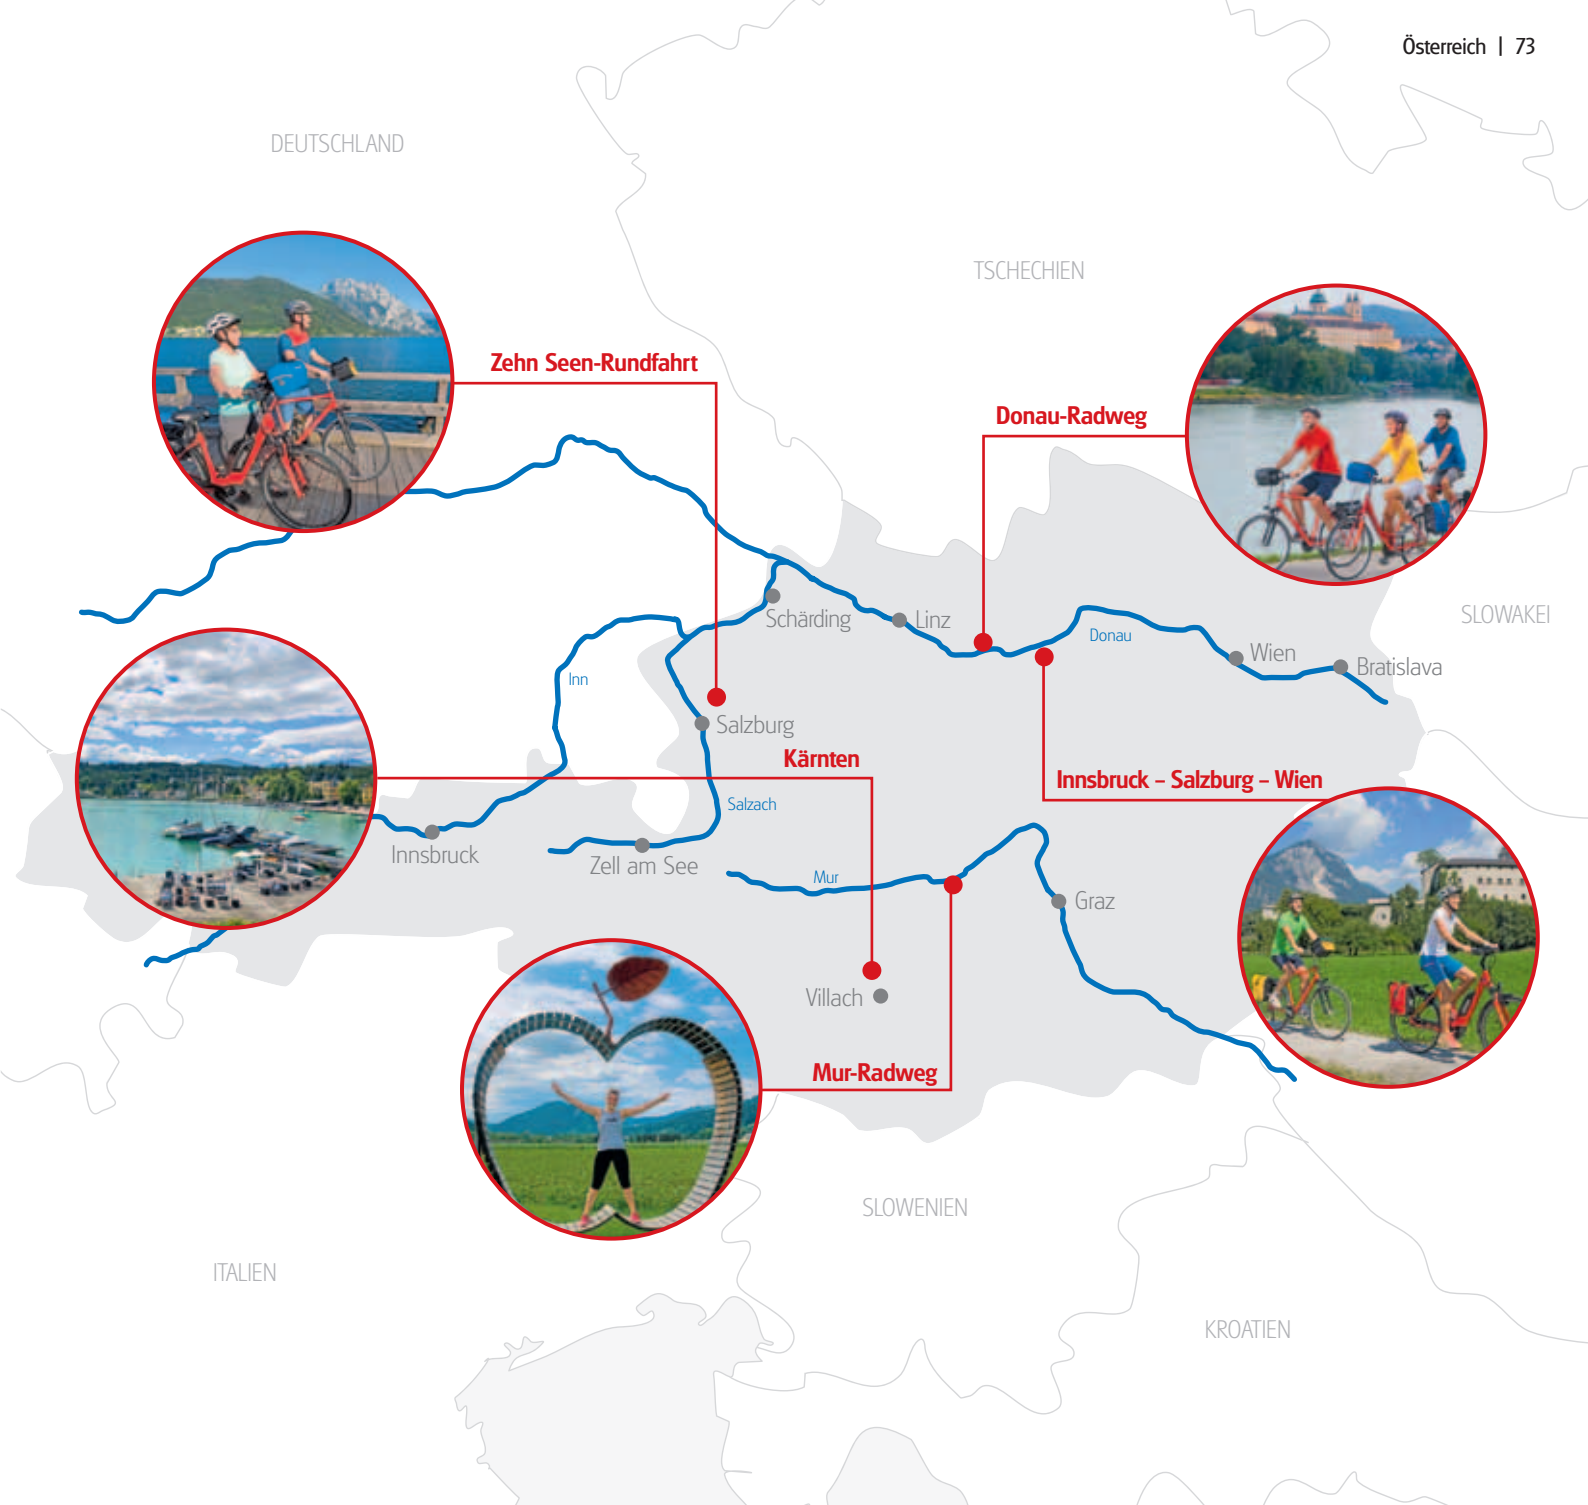 Österreich | 73
DEUTSCHLAND
TSCHECHIEN
Zehn Seen-Rundfahrt
Donau-Radweg
SLOWAKEI
Schärding
Linz
Donau
Wien
Bratislava
Inn
Salzburg
Kärnten
Innsbruck – Salzburg – Wien
Salzach
Innsbruck
Zell am See
Mur
Graz
Villach
Mur-Radweg
SLOWENIEN
ITALIEN
KROATIEN